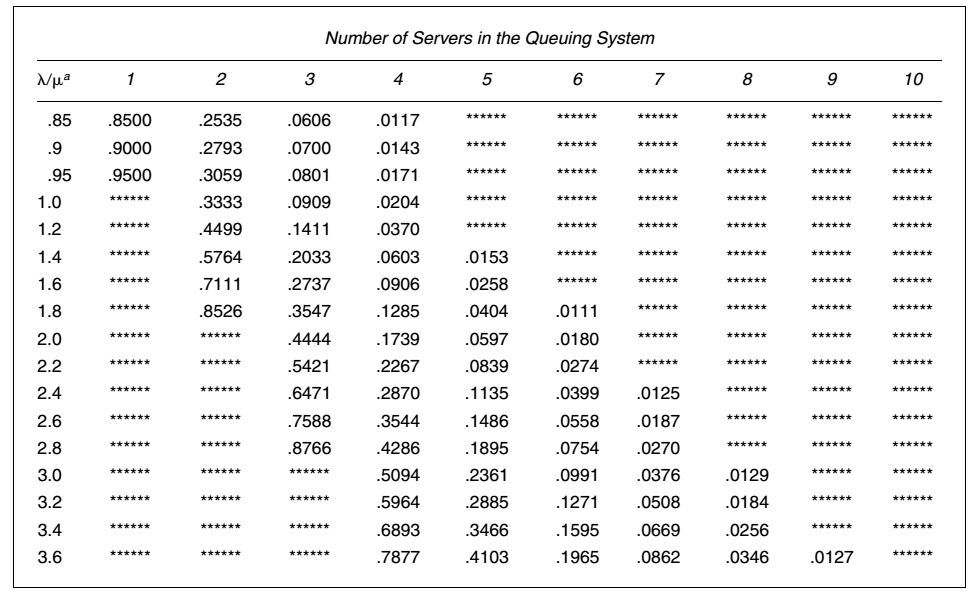 Number of Servers in the Queuing System
λ/μᵃ 1 2 3 4 5 6 7 8 9 10
.85 .8500 .2535 .0606 .0117 ****** ****** ****** ****** ****** ******
.9 .9000 .2793 .0700 .0143 ****** ****** ****** ****** ****** ******
.95 .9500 .3059 .0801 .0171 ****** ****** ****** ****** ****** ******
1.0 ****** .3333 .0909 .0204 ****** ****** ****** ****** ****** ******
1.2 ****** .4499 .1411 .0370 ****** ****** ****** ****** ****** ******
1.4 ****** .5764 .2033 .0603 .0153 ****** ****** ****** ****** ******
1.6 ****** .7111 .2737 .0906 .0258 ****** ****** ****** ****** ******
1.8 ****** .8526 .3547 .1285 .0404 .0111 ****** ****** ****** ******
2.0 ****** ****** .4444 .1739 .0597 .0180 ****** ****** ****** ******
2.2 ****** ****** .5421 .2267 .0839 .0274 ****** ****** ****** ******
2.4 ****** ****** .6471 .2870 .1135 .0399 .0125 ****** ****** ******
2.6 ****** ****** .7588 .3544 .1486 .0558 .0187 ****** ****** ******
2.8 ****** ****** .8766 .4286 .1895 .0754 .0270 ****** ****** ******
3.0 ****** ****** ****** .5094 .2361 .0991 .0376 .0129 ****** ******
3.2 ****** ****** ****** .5964 .2885 .1271 .0508 .0184 ****** ******
3.4 ****** ****** ****** .6893 .3466 .1595 .0669 .0256 ****** ******
3.6 ****** ****** ****** .7877 .4103 .1965 .0862 .0346 .0127 ******